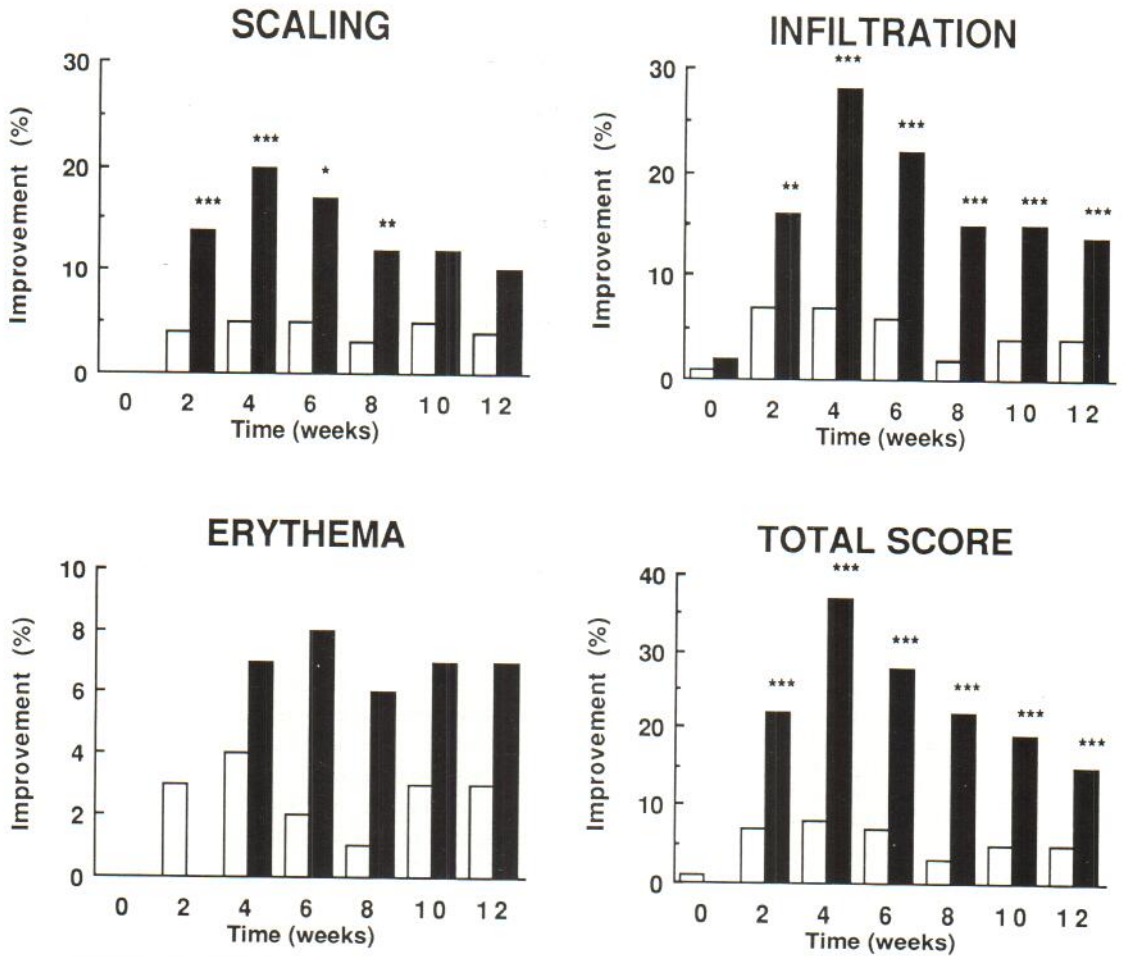 SCALING
30
20
10
0
Improvement (%)
***
***
*
**
0 2 4 6 8 10 12
Time (weeks)
INFILTRATION
30
20
10
0
Improvement (%)
**
***
***
***
***
***
0 2 4 6 8 10 12
Time (weeks)
ERYTHEMA
10
8
6
4
2
0
Improvement (%)
0 2 4 6 8 10 12
Time (weeks)
TOTAL SCORE
40
30
20
10
0
Improvement (%)
***
***
***
***
***
***
0 2 4 6 8 10 12
Time (weeks)